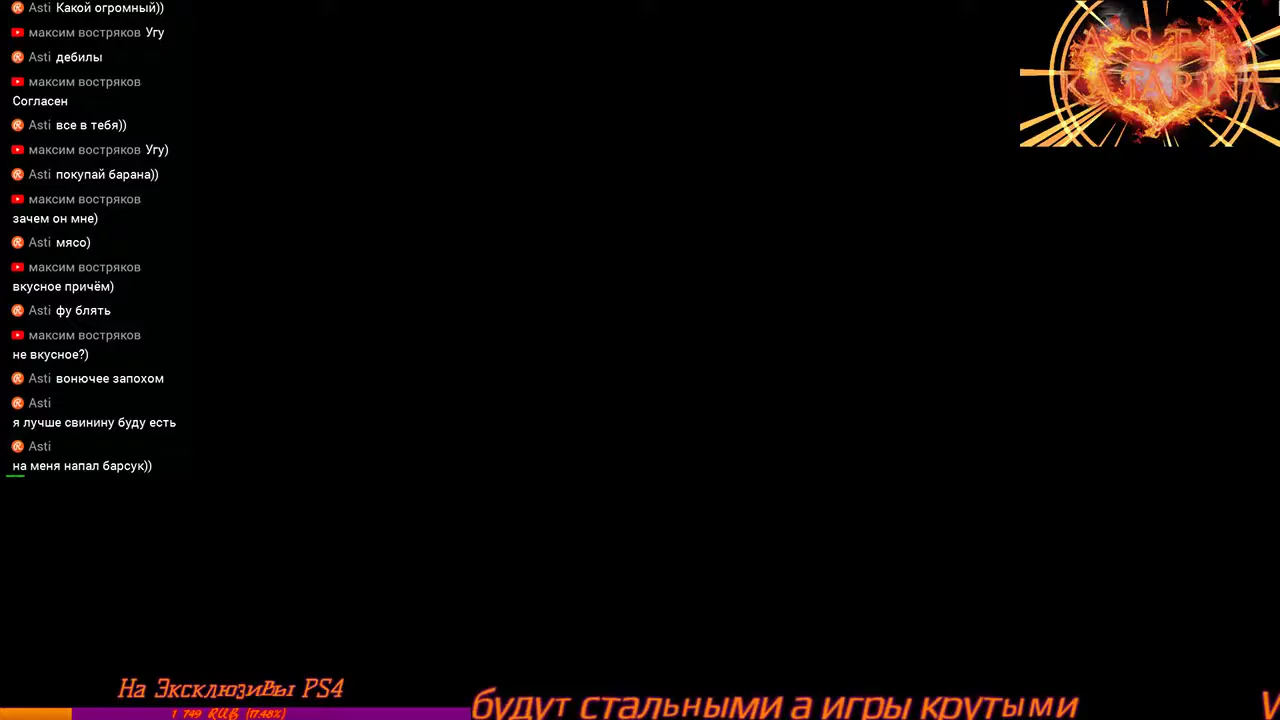 Asti Какой огромный))
максим востряков Угу
Asti дебилы
максим востряков
Согласен
Asti все в тебя))
максим востряков Угу)
Asti покупай барана))
максим востряков
зачем он мне)
Asti мясо)
максим востряков
вкусное причём)
Asti фу блять
максим востряков
не вкусное?)
Asti вонючее запохом
Asti
я лучше свинину буду есть
Asti
на меня напал барсук))
ASTIX
KATARINA
На Эксклюзивы PS4
1 749 RUB (17.48%)
будут стальными а игры крутыми